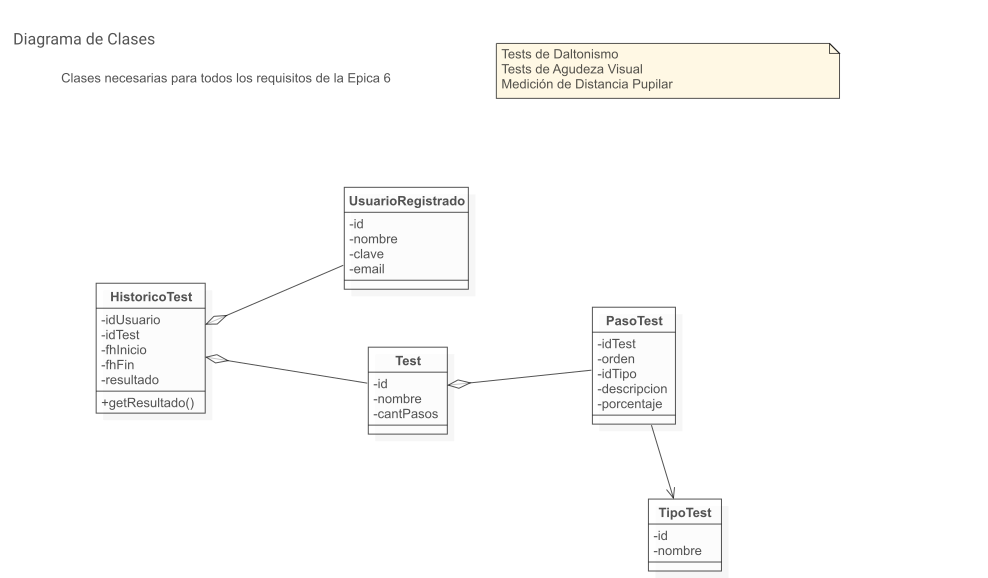 Diagrama de Clases
Clases necesarias para todos los requisitos de la Epica 6
Tests de Daltonismo
Tests de Agudeza Visual
Medición de Distancia Pupilar
UsuarioRegistrado
-id
-nombre
-clave
-email
HistoricoTest
-idUsuario
-idTest
-fhInicio
-fhFin
-resultado
+getResultado()
Test
-id
-nombre
-cantPasos
PasoTest
-idTest
-orden
-idTipo
-descripcion
-porcentaje
TipoTest
-id
-nombre